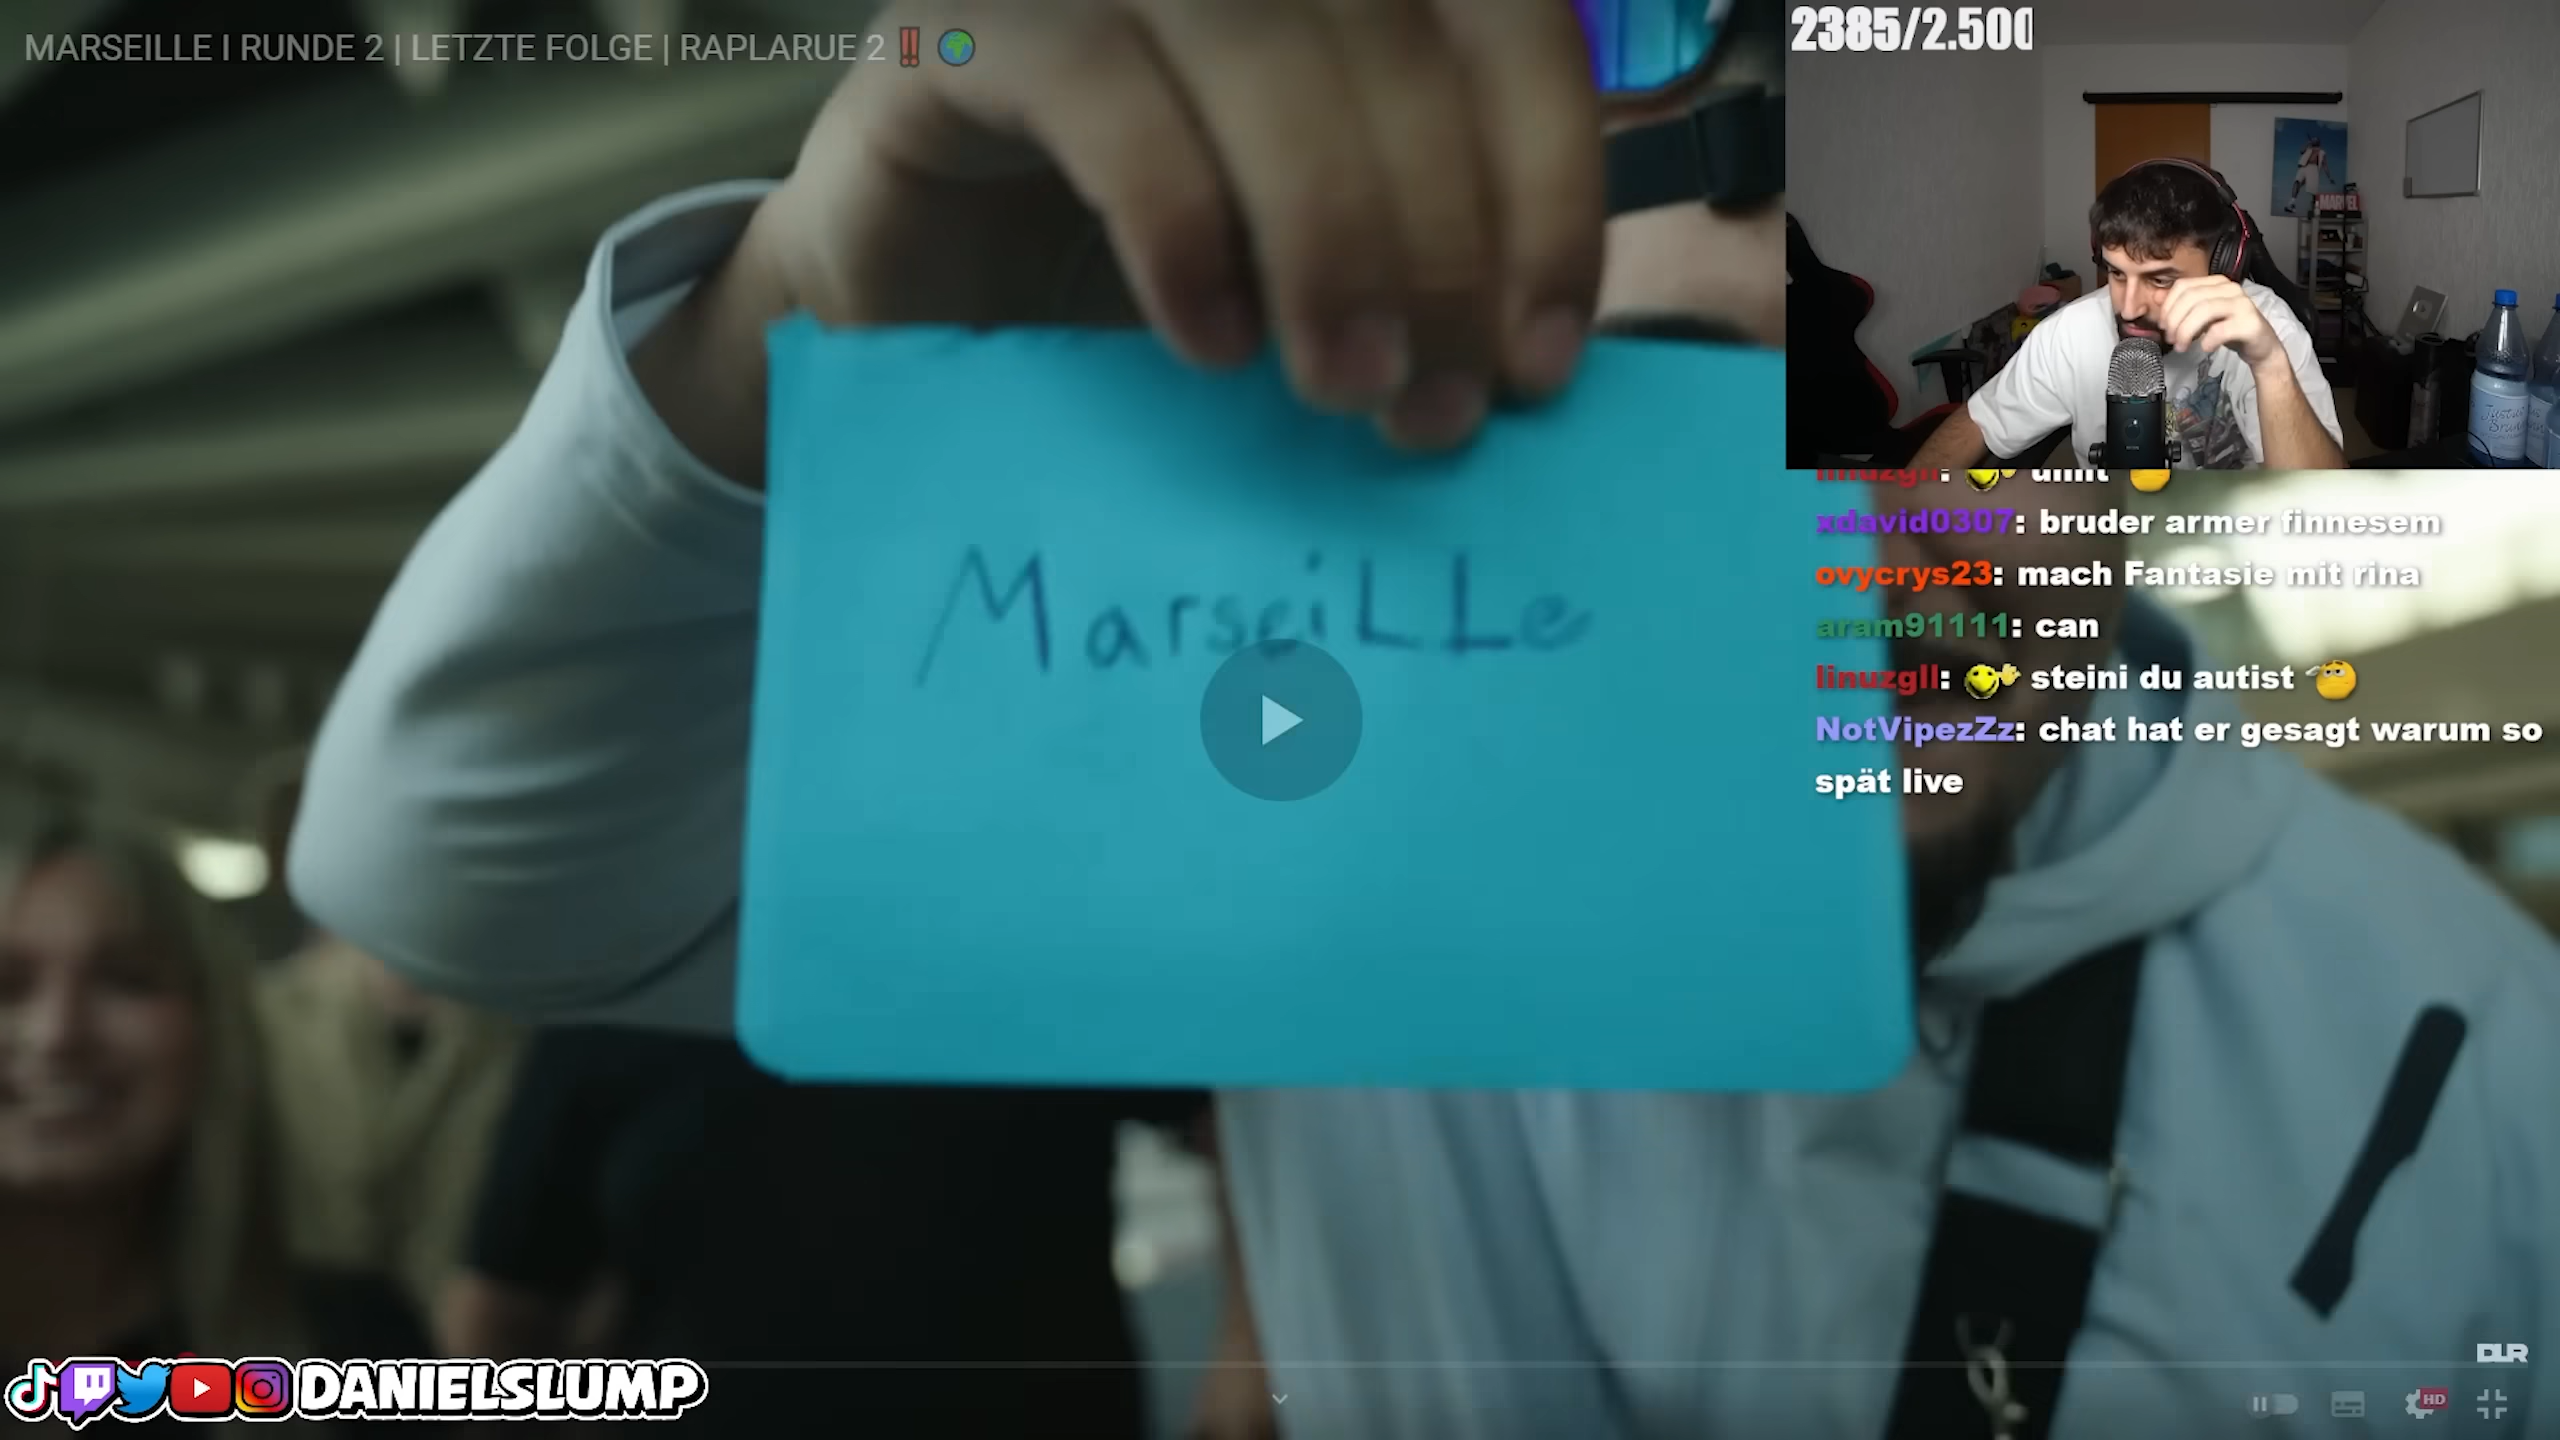 MARSEILLE I RUNDE 2 | LETZTE FOLGE | RAPLARUE 2 ‼️ 🌍
2385/2.500
MARVEL
MarseiLLe
xdavid0307: bruder armer finnesem
ovycrys23: mach Fantasie mit rina
aram91111: can
linuzgll: steini du autist
NotVipezZz: chat hat er gesagt warum so
spät live
DANIELSLUMP
DLR
HD